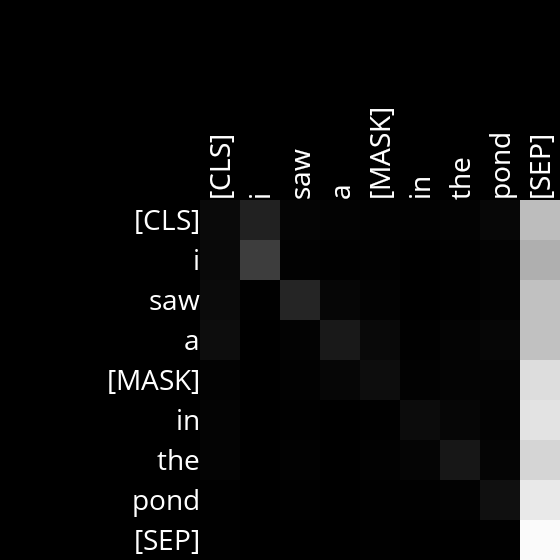 [CLS] i saw a [MASK] in the pond [SEP]
[CLS]
i
saw
a
[MASK]
in
the
pond
[SEP]